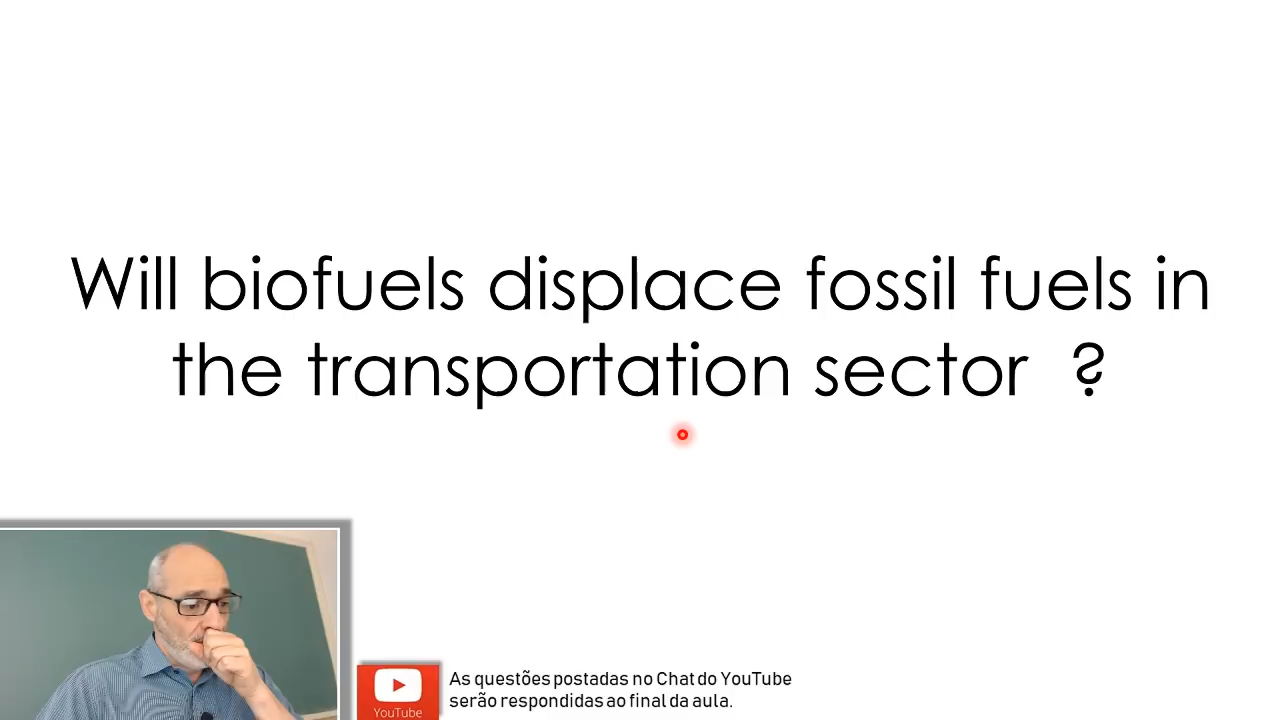 Will biofuels displace fossil fuels in
the transportation sector ?
As questões postadas no Chat do YouTube
serão respondidas ao final da aula.
YouTube